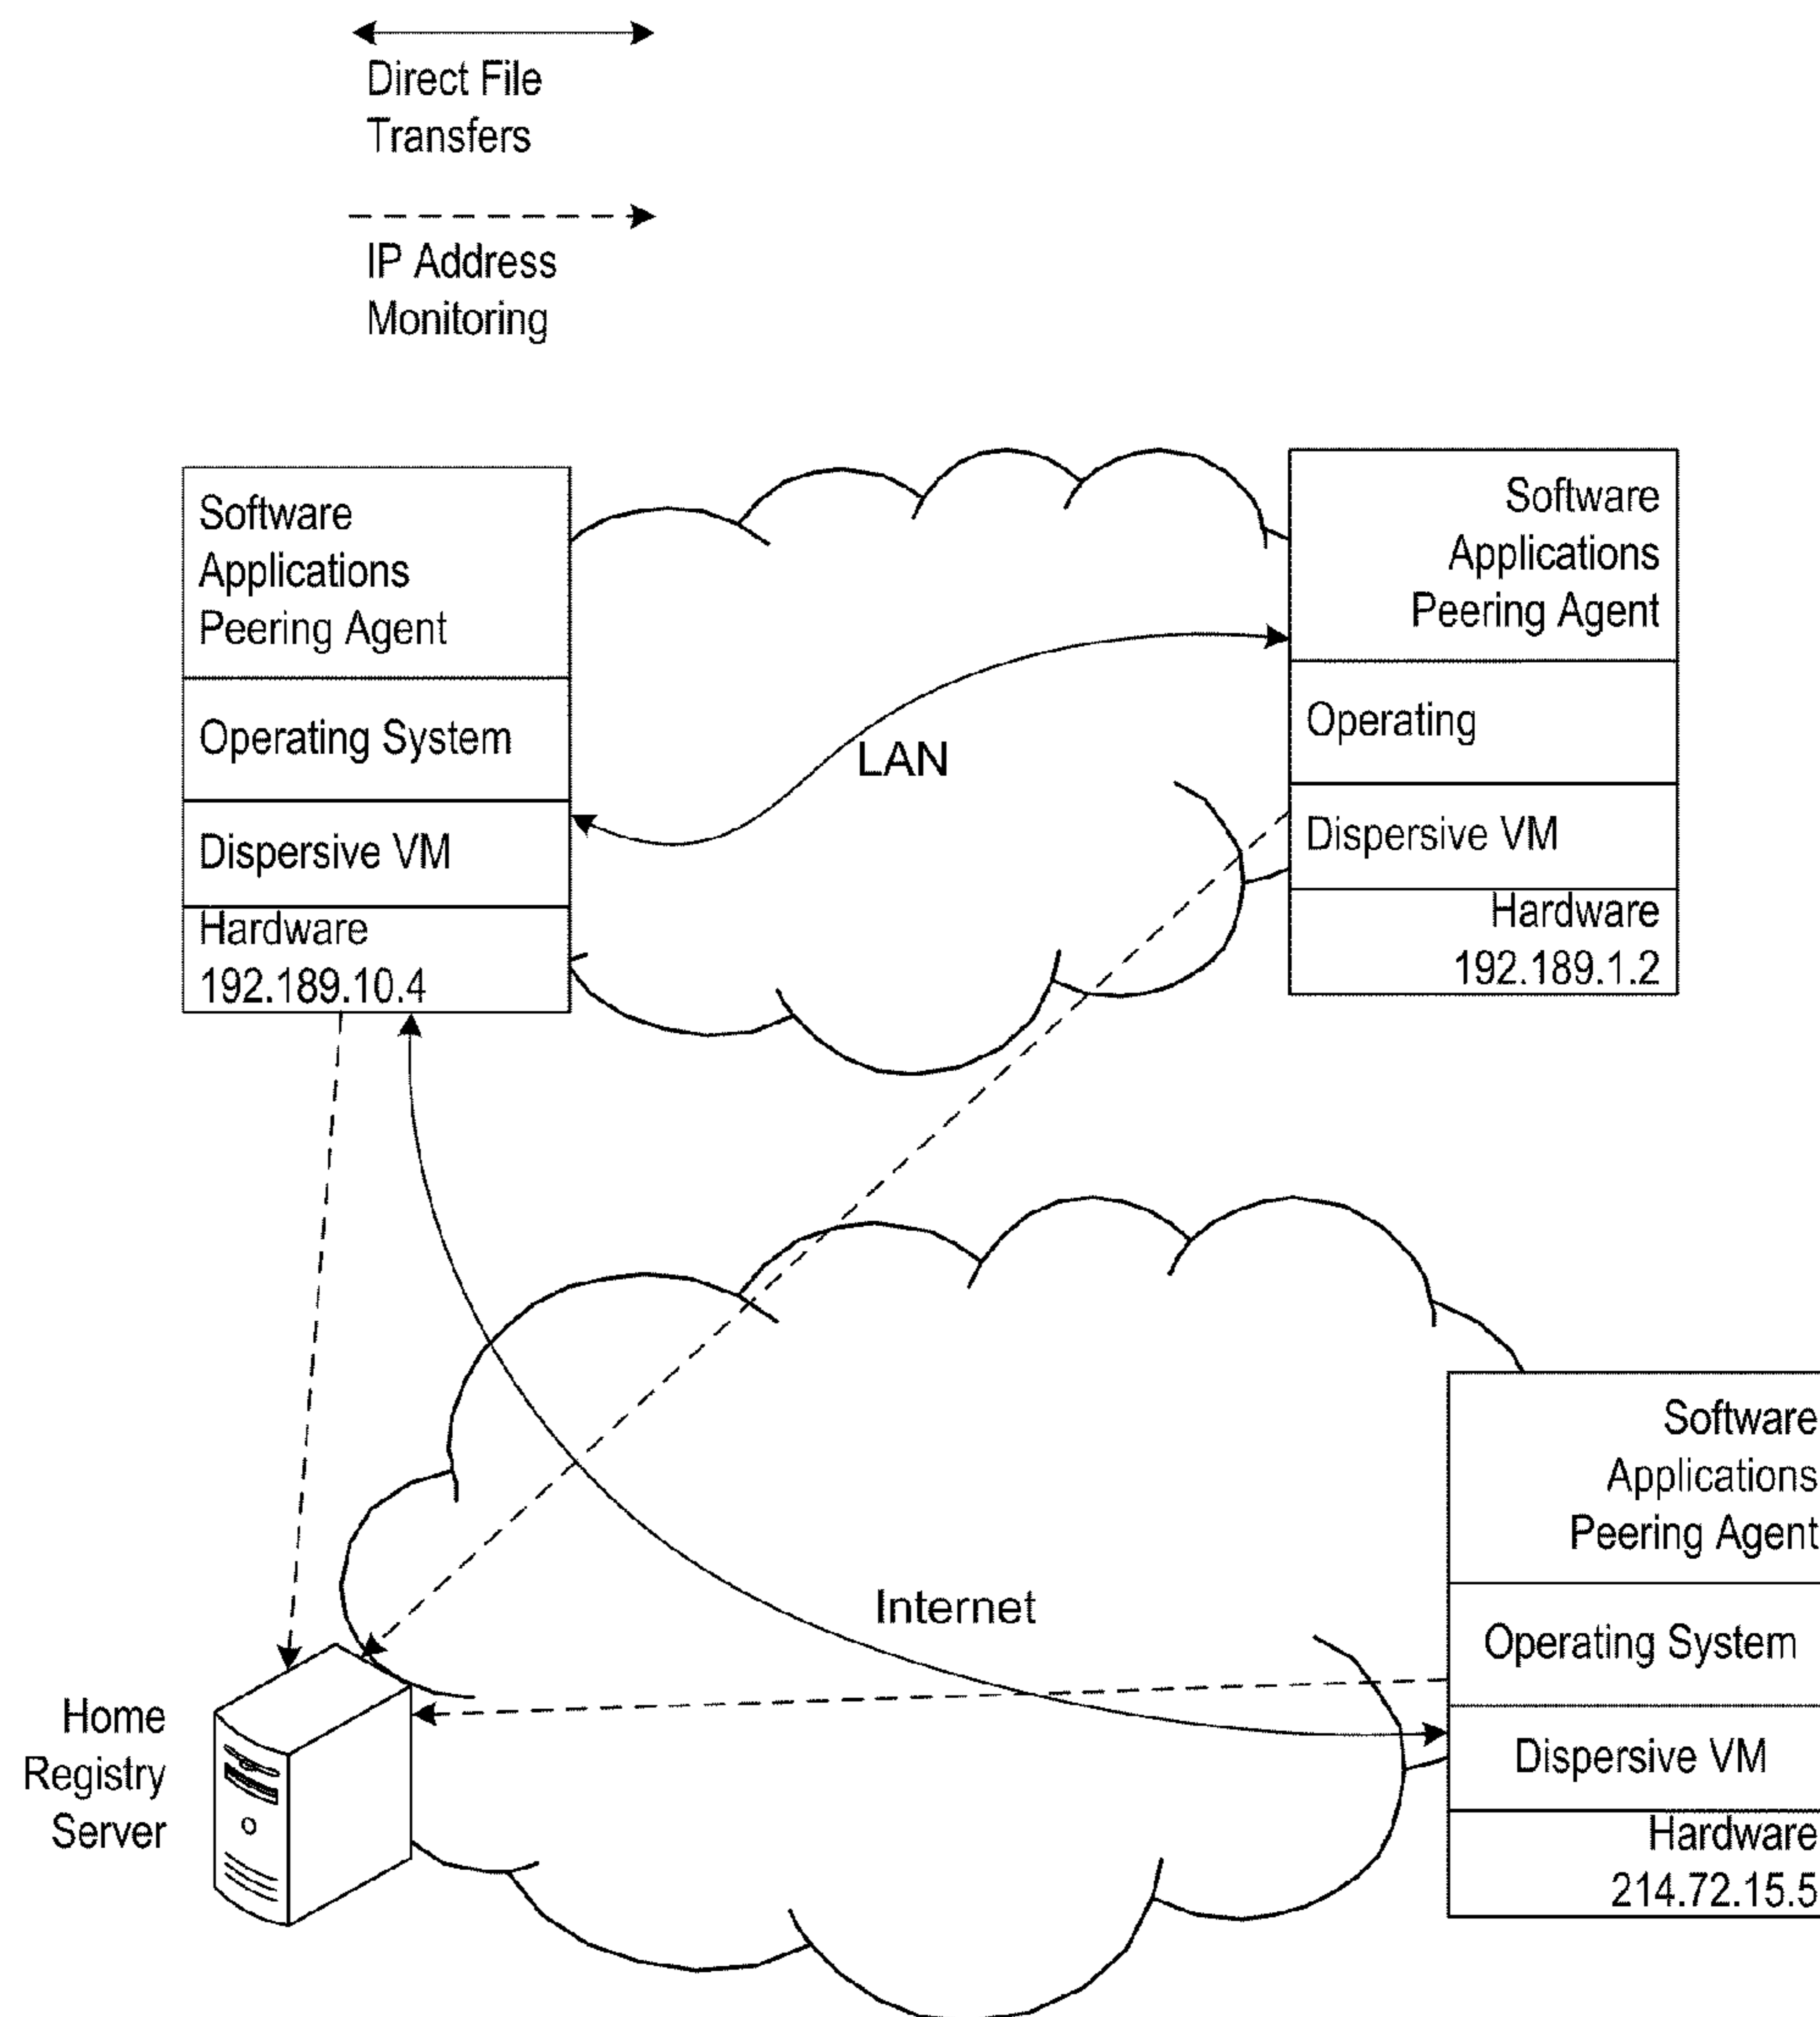 Direct File
Transfers
IP Address
Monitoring
Software
Applications
Peering Agent
Operating System
Dispersive VM
Hardware
192.189.10.4
LAN
Software
Applications
Peering Agent
Operating
Dispersive VM
Hardware
192.189.1.2
Internet
Home
Registry
Server
Software
Applications
Peering Agent
Operating System
Dispersive VM
Hardware
214.72.15.5